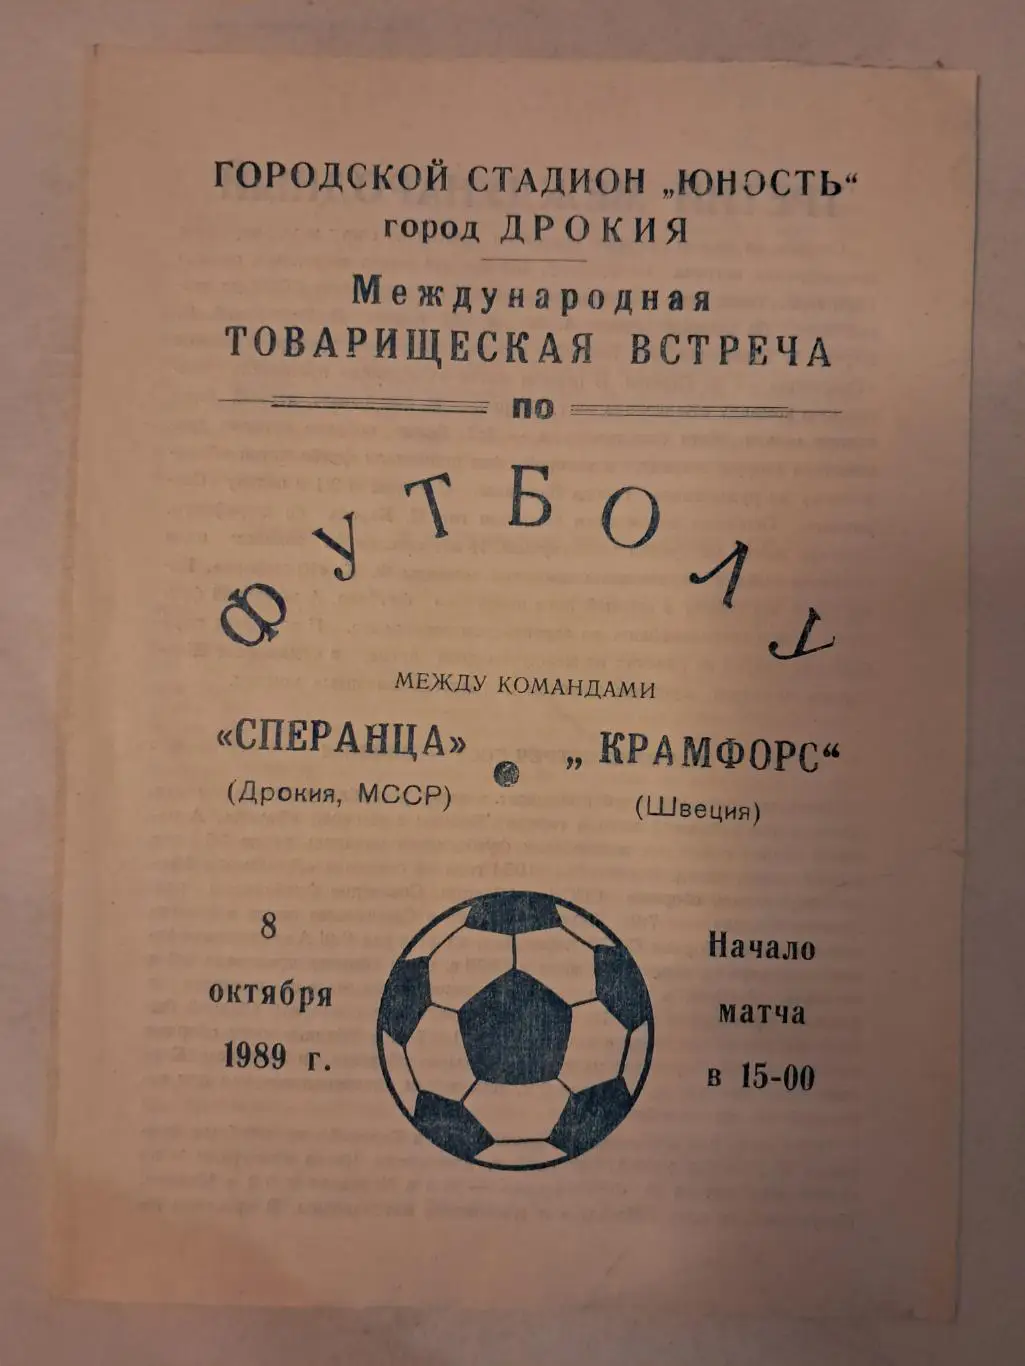 ГОРОДСКОЙ СТАДИОН „ЮНОСТЬ“
город ДРОКИЯ
Международная
ТОВАРИЩЕСКАЯ ВСТРЕЧА
по
ФУТБОЛУ
МЕЖДУ КОМАНДАМИ
«СПЕРАНЦА» „КРАМФОРС“
(Дрокия, МССР) (Швеция)
8
октября
1989 г.
Начало
матча
в 15-00